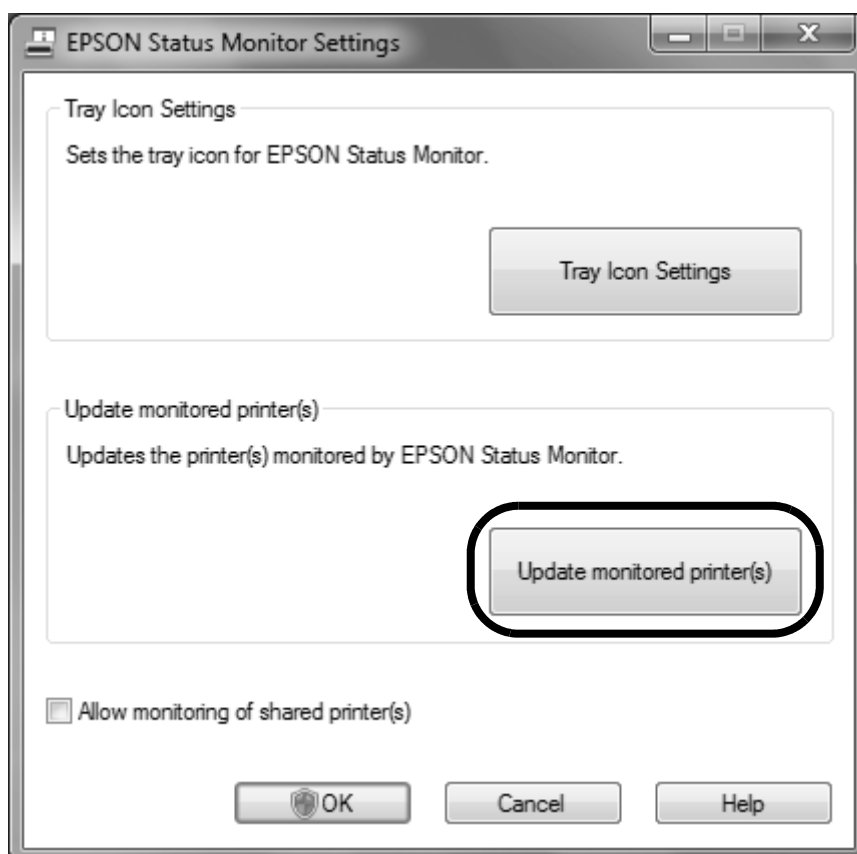 EPSON Status Monitor Settings
Tray Icon Settings
Sets the tray icon for EPSON Status Monitor.
Tray Icon Settings
Update monitored printer(s)
Updates the printer(s) monitored by EPSON Status Monitor.
Update monitored printer(s)
Allow monitoring of shared printer(s)
OK
Cancel
Help